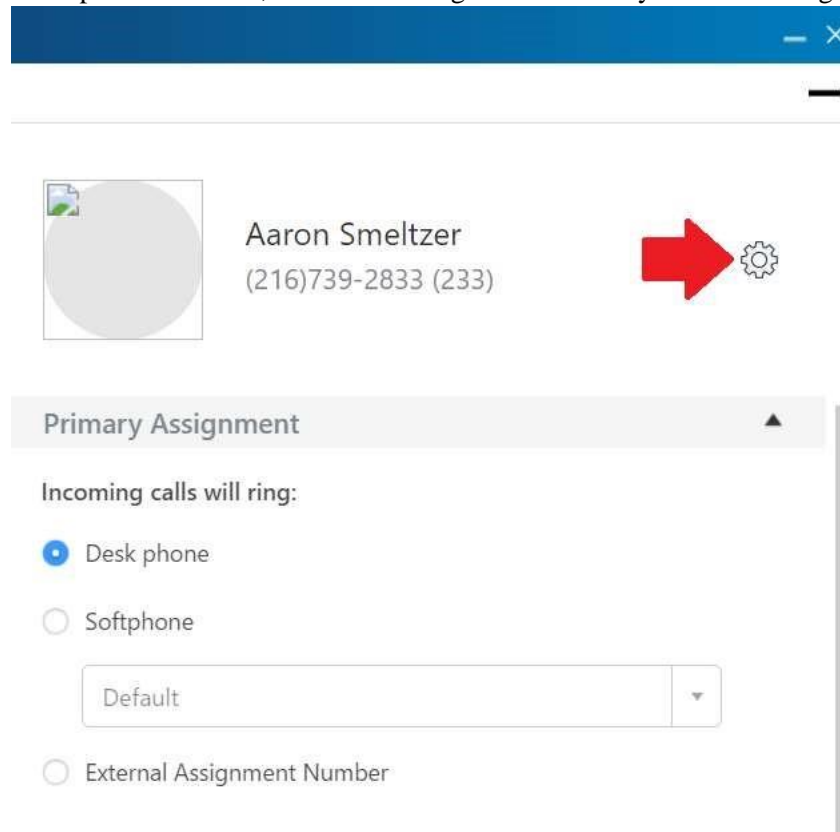 Aaron Smeltzer
(216)739-2833 (233)
Primary Assignment
Incoming calls will ring:
Desk phone
Softphone
Default
External Assignment Number